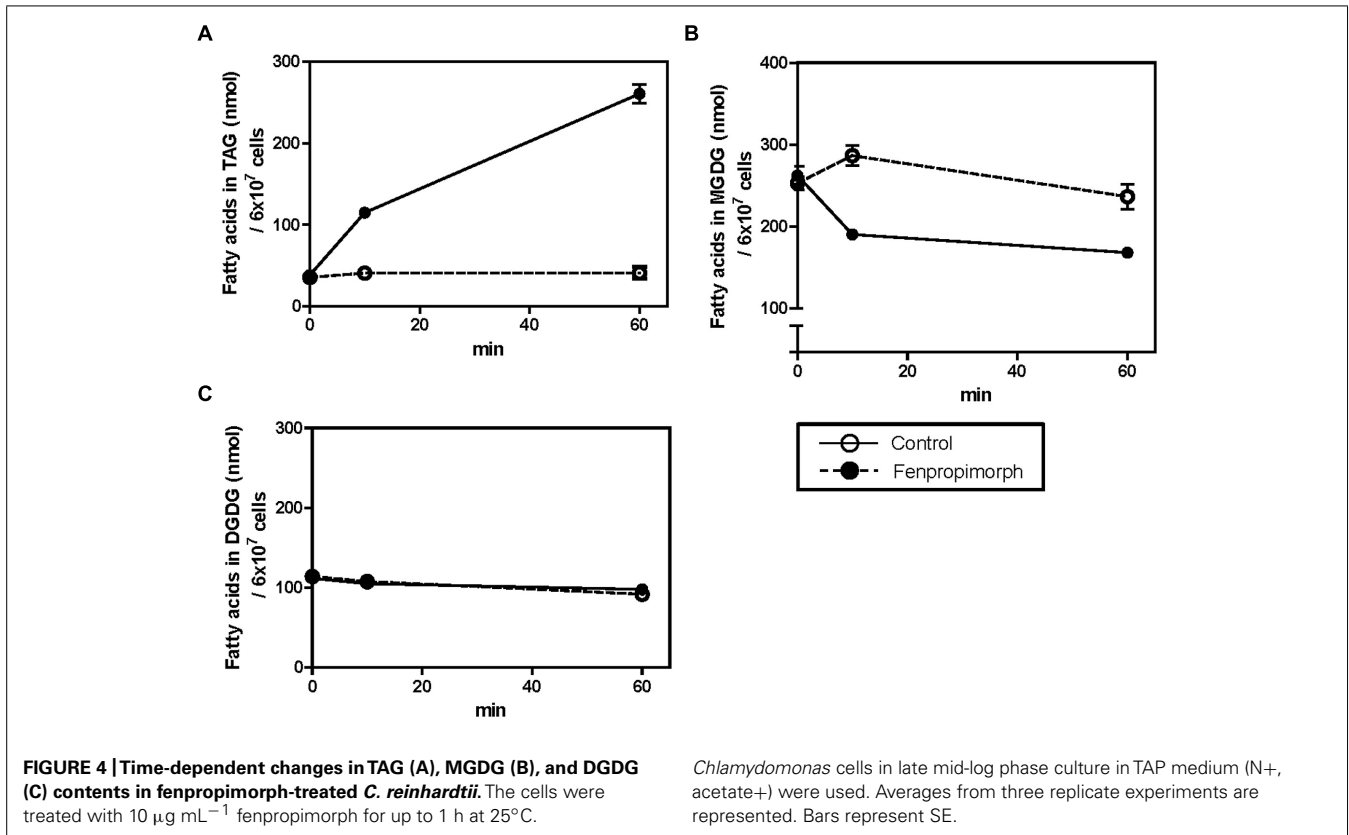 A
Fatty acids in TAG (nmol)
/ 6x10⁷ cells
300
200
100
0
0 20 40 60
min
B
Fatty acids in MGDG (nmol)
/ 6x10⁷ cells
400
300
200
100
0 20 40 60
min
C
Fatty acids in DGDG (nmol)
/ 6x10⁷ cells
300
200
100
0
0 20 40 60
min
Control
Fenpropimorph
FIGURE 4 | Time-dependent changes in TAG (A), MGDG (B), and DGDG
(C) contents in fenpropimorph-treated C. reinhardtii. The cells were
treated with 10 μg mL⁻¹ fenpropimorph for up to 1 h at 25°C.
Chlamydomonas cells in late mid-log phase culture in TAP medium (N+,
acetate+) were used. Averages from three replicate experiments are
represented. Bars represent SE.